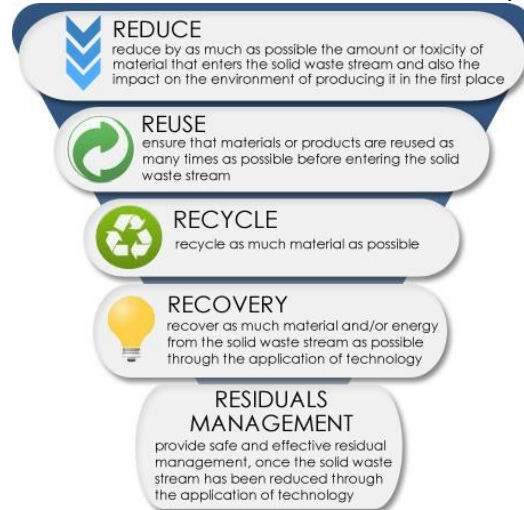 REDUCE
reduce by as much as possible the amount or toxicity of
material that enters the solid waste stream and also the
impact on the environment of producing it in the first place
REUSE
ensure that materials or products are reused as
many times as possible before entering the solid
waste stream
RECYCLE
recycle as much material as possible
RECOVERY
recover as much material and/or energy
from the solid waste stream as possible
through the application of technology
RESIDUALS
MANAGEMENT
provide safe and effective residual
management, once the solid waste
stream has been reduced through
the application of technology